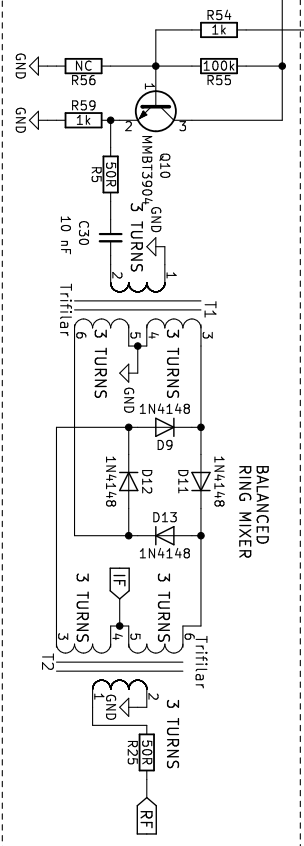 R54
1k
GND
NC
R56
100k
R55
1
GND
R59
1k
2
3
Q10
MMBT3904
50R
R5
C30
10 nF
3 TURNS
GND
2
1
Trifilar
T1
6
3 TURNS
5
4
3 TURNS
3
GND
1N4148
D9
1N4148
D12
D11
1N4148
D13
1N4148
BALANCED
RING MIXER
IF
3 TURNS
3 TURNS
3
4
5
6
Trifilar
T2
1
GND
2
3 TURNS
50R
R25
RF